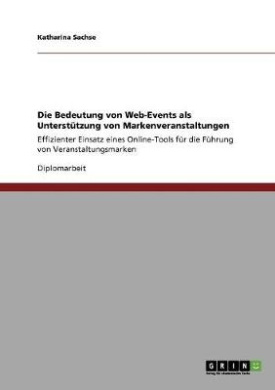 Katharina Sachse
Die Bedeutung von Web-Events als
Unterstützung von Markenveranstaltungen
Effizienter Einsatz eines Online-Tools für die Führung
von Veranstaltungsmarken
Diplomarbeit
GRIN